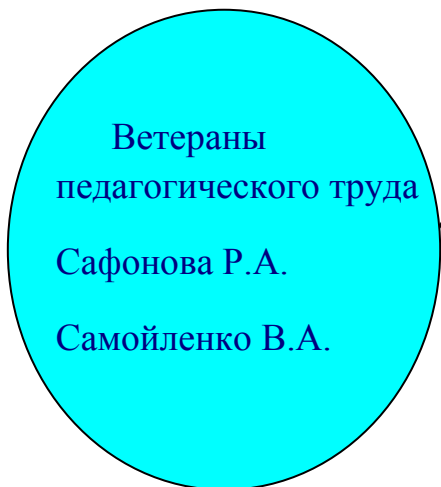 Ветераны
педагогического труда
Сафонова Р.А.
Самойленко В.А.